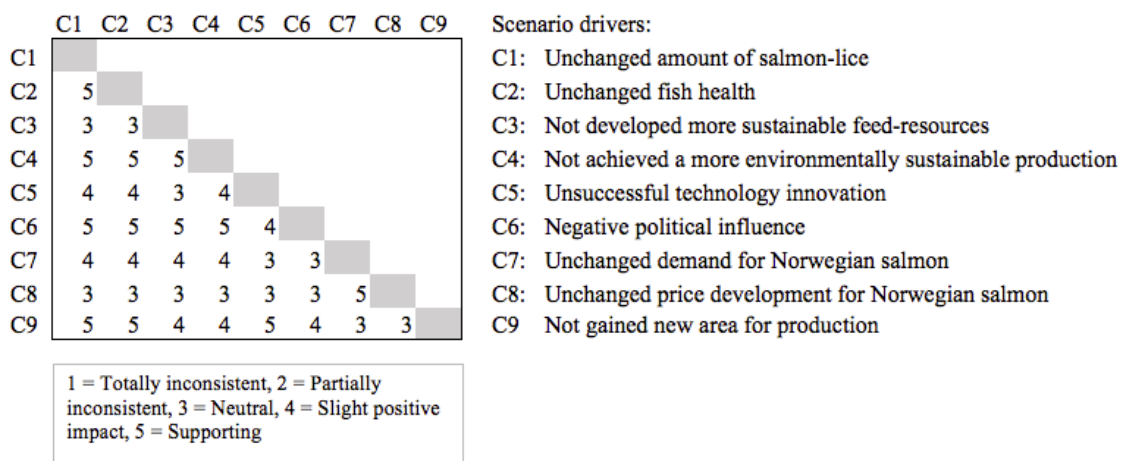 C1 C2 C3 C4 C5 C6 C7 C8 C9 Scenario drivers:
C1 C1: Unchanged amount of salmon-lice
C2 5 C2: Unchanged fish health
C3 3 3 C3: Not developed more sustainable feed-resources
C4 5 5 5 C4: Not achieved a more environmentally sustainable production
C5 4 4 3 4 C5: Unsuccessful technology innovation
C6 5 5 5 5 4 C6: Negative political influence
C7 4 4 4 4 3 3 C7: Unchanged demand for Norwegian salmon
C8 3 3 3 3 3 3 5 C8: Unchanged price development for Norwegian salmon
C9 5 5 4 4 5 4 3 3 C9 Not gained new area for production
1 = Totally inconsistent, 2 = Partially
inconsistent, 3 = Neutral, 4 = Slight positive
impact, 5 = Supporting